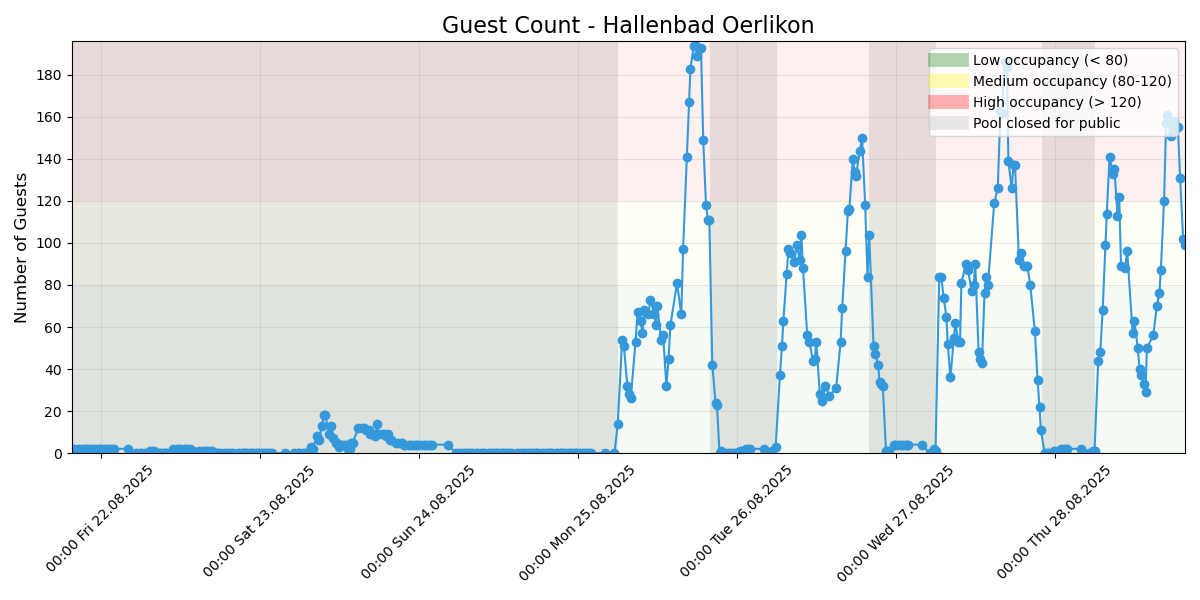 Guest Count - Hallenbad Oerlikon
Low occupancy (< 80)
Medium occupancy (80-120)
High occupancy (> 120)
Pool closed for public
Number of Guests
180
160
140
120
100
80
60
40
20
0
00:00 Fri 22.08.2025
00:00 Sat 23.08.2025
00:00 Sun 24.08.2025
00:00 Mon 25.08.2025
00:00 Tue 26.08.2025
00:00 Wed 27.08.2025
00:00 Thu 28.08.2025